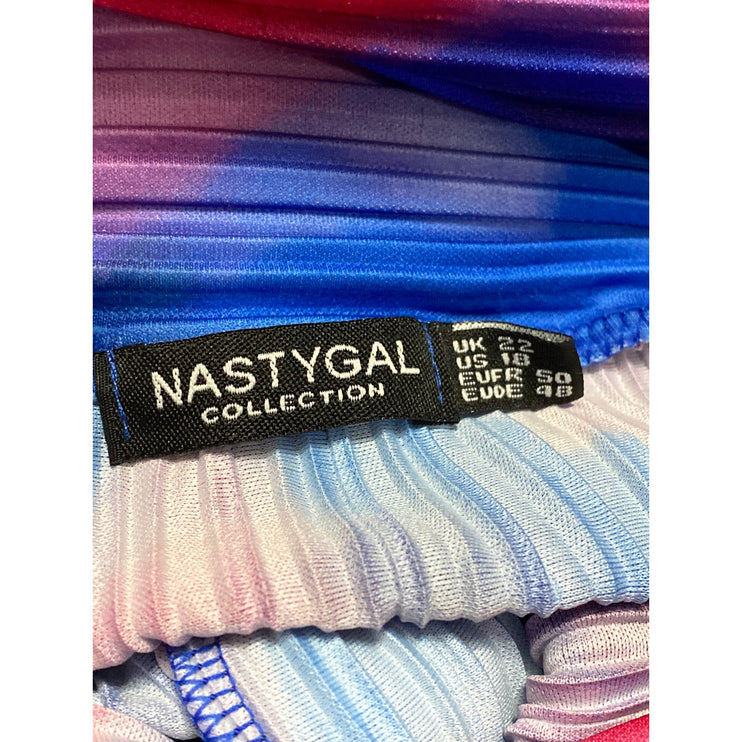 NASTYGAL
COLLECTION
UK 22
US 18
EUFR 50
EUDE 48